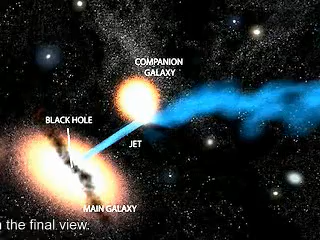 COMPANION
GALAXY
BLACK HOLE
JET
MAIN GALAXY
the final view.